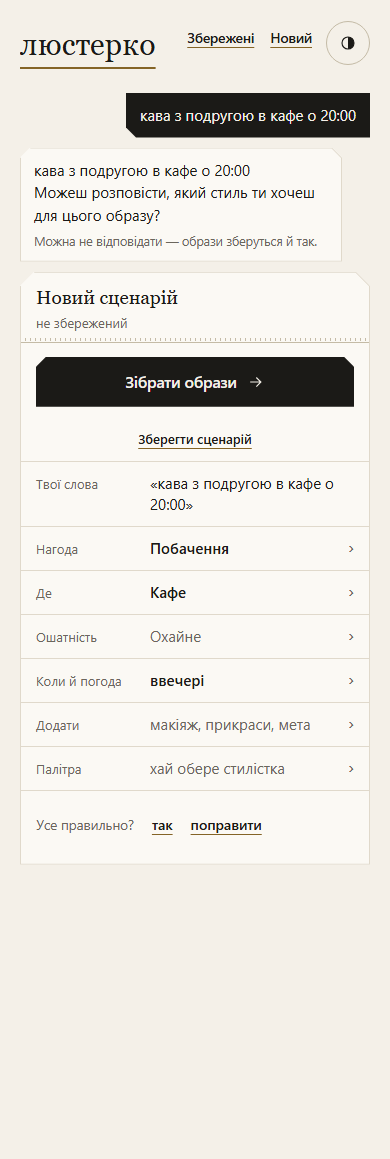 люстерко
Збережені Новий
кава з подругою в кафе о 20:00
кава з подругою в кафе о 20:00
Можеш розповісти, який стиль ти хочеш
для цього образу?
Можна не відповідати — образи зберуться й так.
Новий сценарій
не збережений
Зібрати образи →
Зберегти сценарій
Твої слова «кава з подругою в кафе о
20:00»
Нагода Побачення ›
Де Кафе ›
Ошатність Охайне ›
Коли й погода ввечері ›
Додати макіяж, прикраси, мета ›
Палітра хай обере стилістка ›
Усе правильно? так поправити